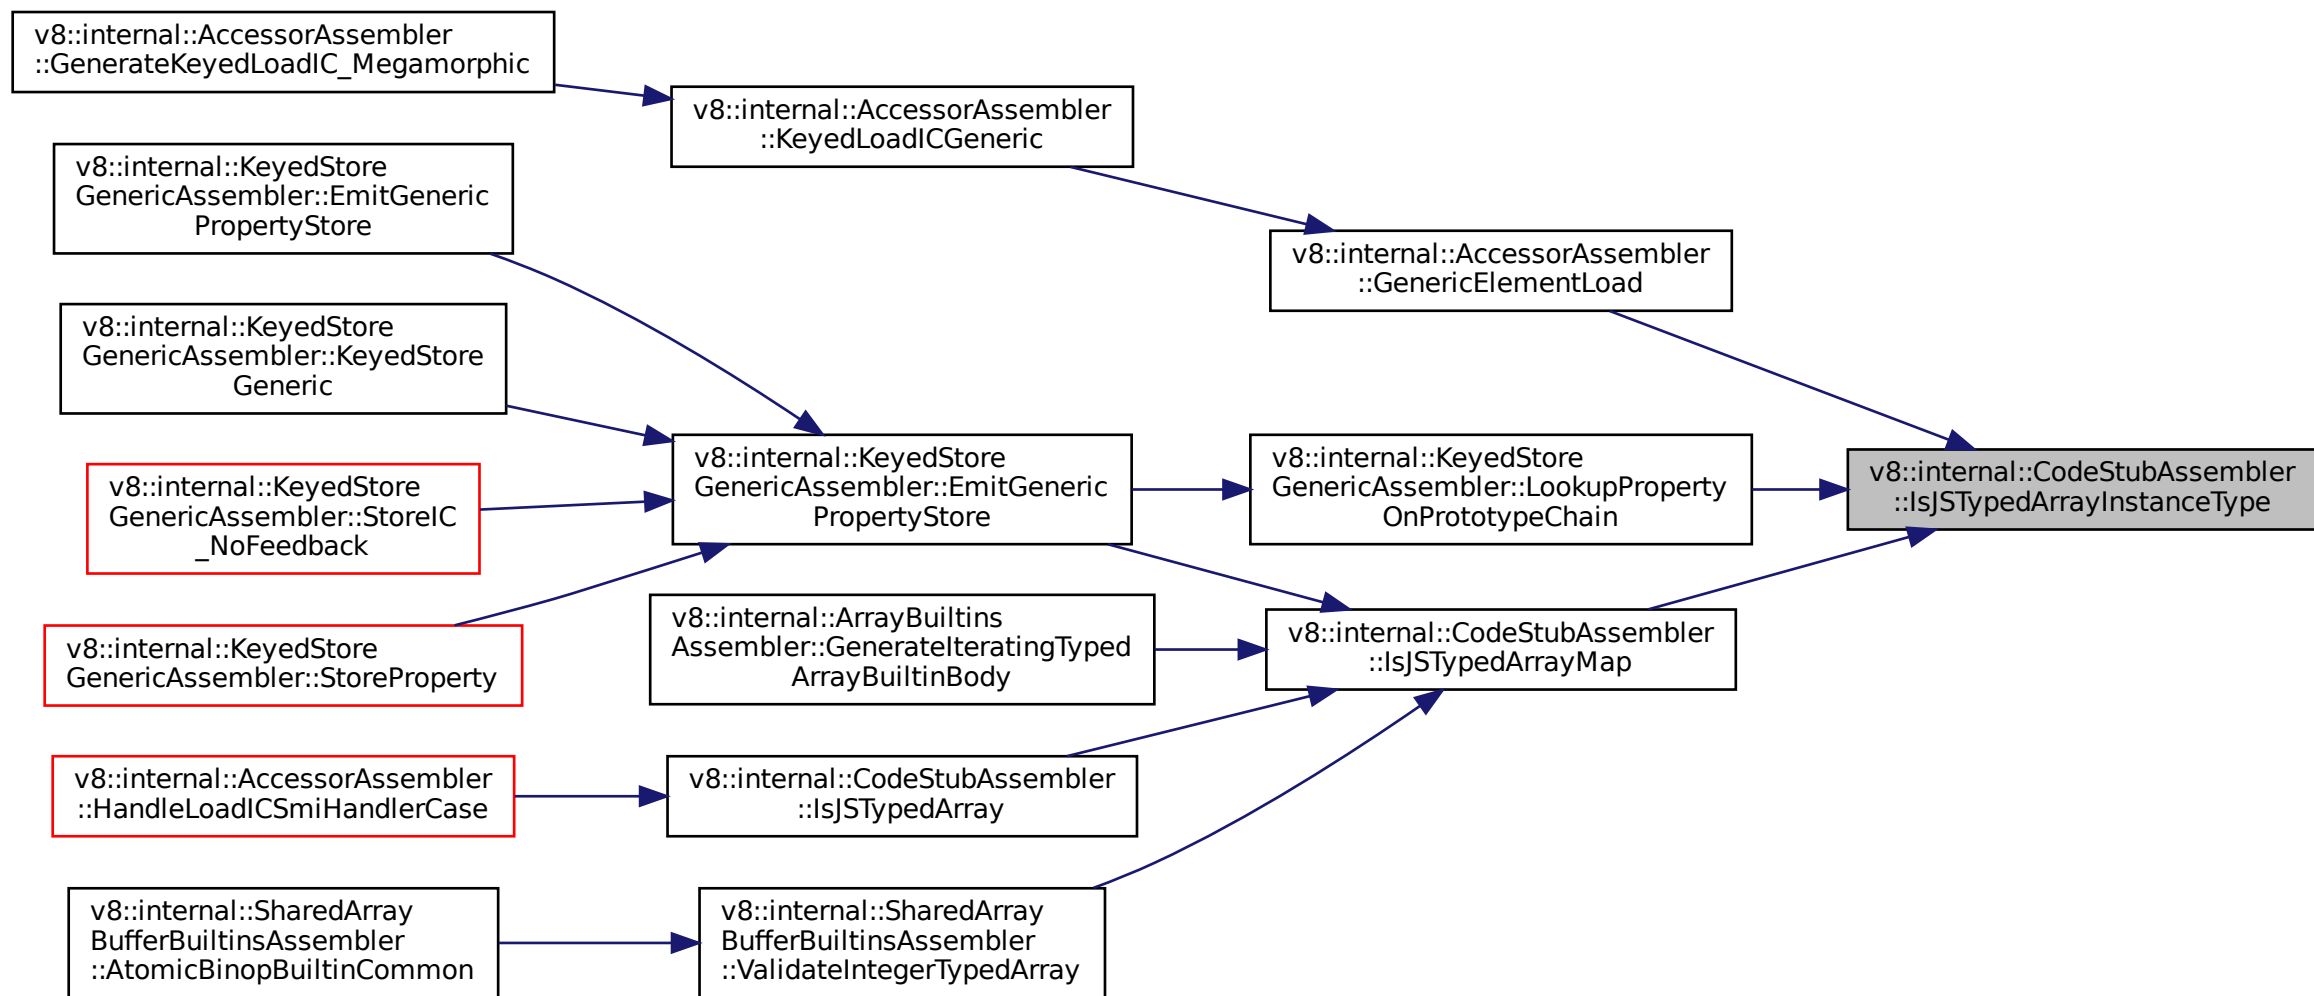 v8::internal::AccessorAssembler
::GenerateKeyedLoadIC_Megamorphic
v8::internal::AccessorAssembler
::KeyedLoadICGeneric
v8::internal::KeyedStore
GenericAssembler::EmitGeneric
PropertyStore
v8::internal::AccessorAssembler
::GenericElementLoad
v8::internal::KeyedStore
GenericAssembler::KeyedStore
Generic
v8::internal::KeyedStore
GenericAssembler::EmitGeneric
PropertyStore
v8::internal::KeyedStore
GenericAssembler::LookupProperty
OnPrototypeChain
v8::internal::CodeStubAssembler
::IsJSTypedArrayInstanceType
v8::internal::KeyedStore
GenericAssembler::StoreIC
_NoFeedback
v8::internal::ArrayBuiltins
Assembler::GenerateIteratingTyped
ArrayBuiltinBody
v8::internal::CodeStubAssembler
::IsJSTypedArrayMap
v8::internal::KeyedStore
GenericAssembler::StoreProperty
v8::internal::AccessorAssembler
::HandleLoadICSmiHandlerCase
v8::internal::CodeStubAssembler
::IsJSTypedArray
v8::internal::SharedArray
BufferBuiltinsAssembler
::AtomicBinopBuiltinCommon
v8::internal::SharedArray
BufferBuiltinsAssembler
::ValidateIntegerTypedArray